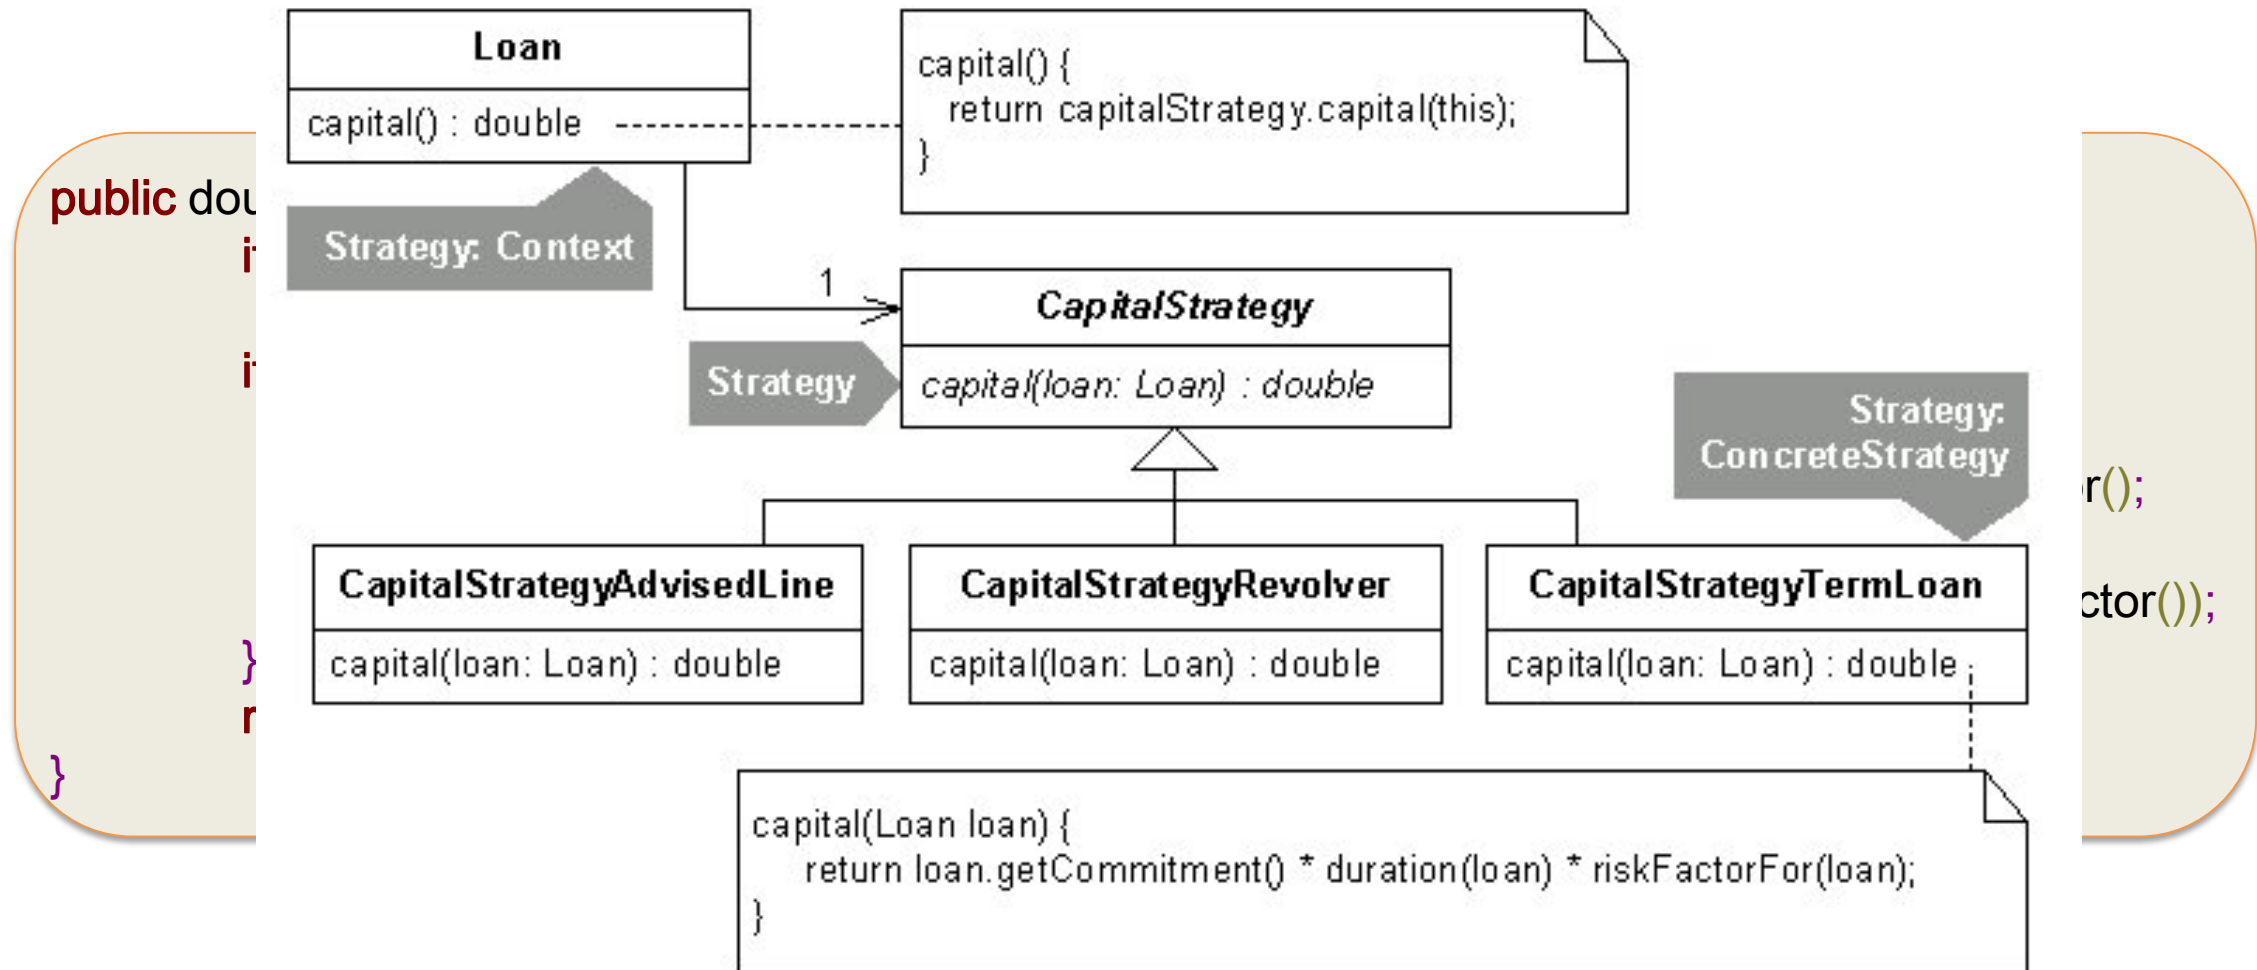 Loan
capital() : double
capital() {
return capitalStrategy.capital(this);
}
public
Strategy: Context
1
CapitalStrategy
capital(loan: Loan) : double
Strategy
Strategy:
ConcreteStrategy
r();
CapitalStrategyAdvisedLine
capital(loan: Loan) : double
CapitalStrategyRevolver
capital(loan: Loan) : double
CapitalStrategyTermLoan
capital(loan: Loan) : double
ctor());
}
}
capital(Loan loan) {
return loan.getCommitment() * duration(loan) * riskFactorFor(loan);
}